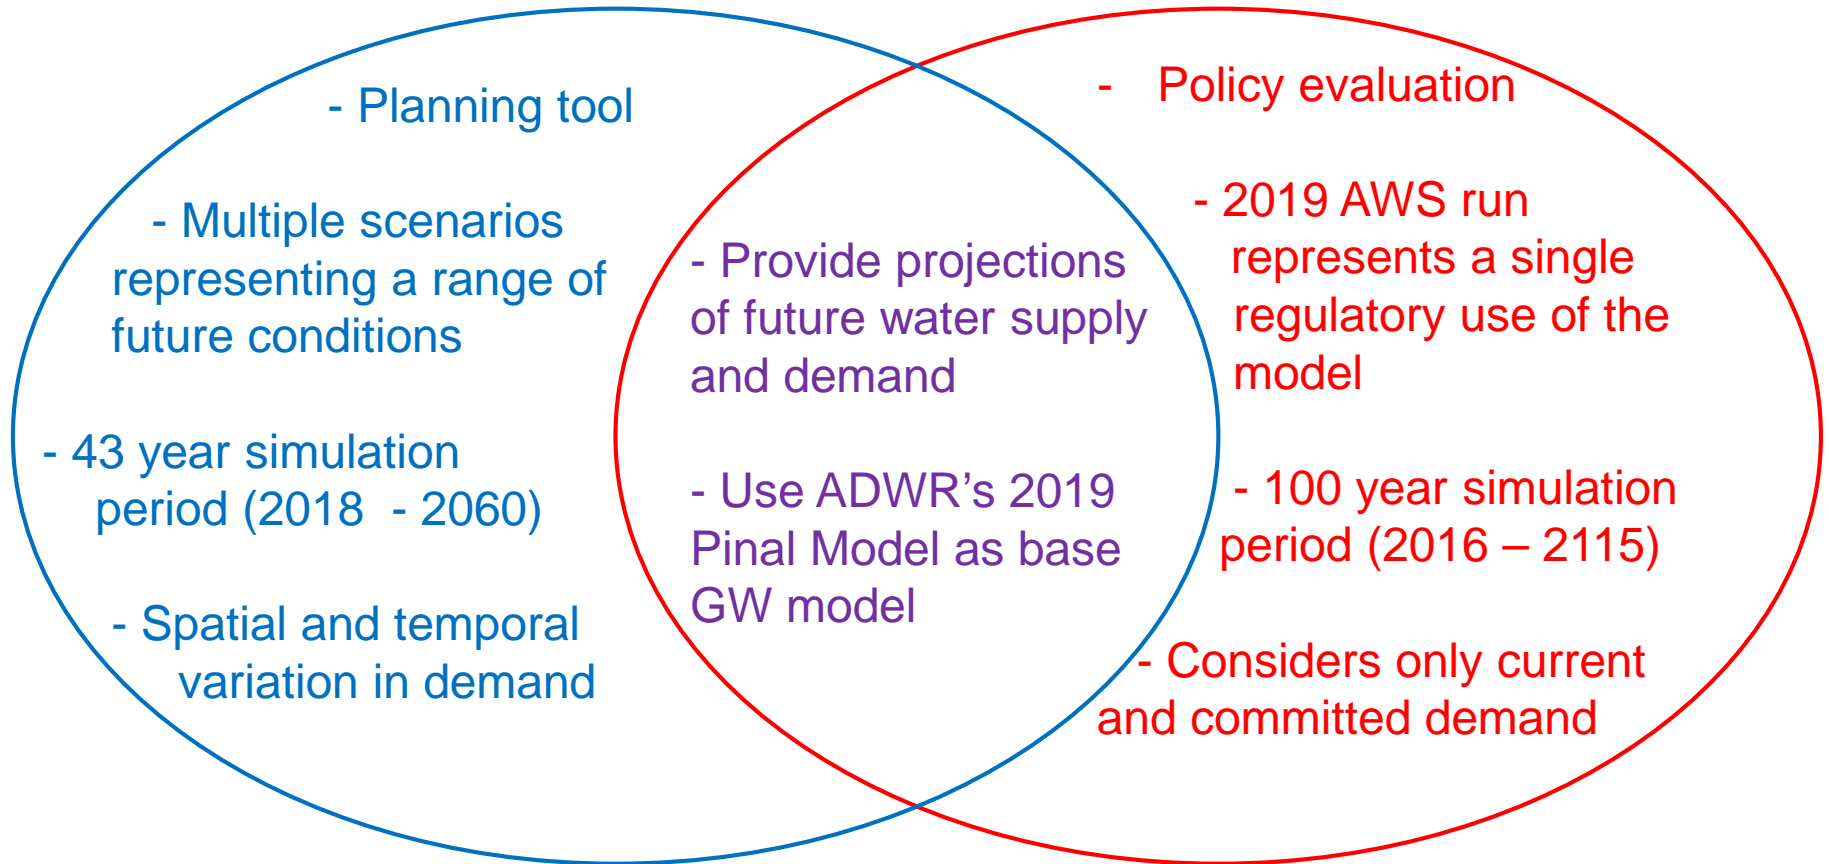 - Planning tool
- Multiple scenarios
representing a range of
future conditions
- 43 year simulation
period (2018 - 2060)
- Spatial and temporal
variation in demand
- Provide projections
of future water supply
and demand
- Use ADWR’s 2019
Pinal Model as base
GW model
- Policy evaluation
- 2019 AWS run
represents a single
regulatory use of the
model
- 100 year simulation
period (2016 – 2115)
- Considers only current
and committed demand